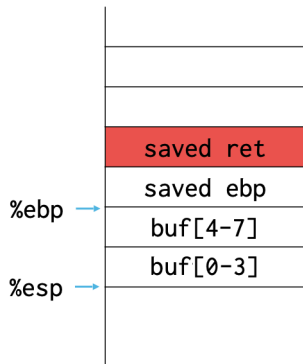 saved ret
saved ebp
%ebp
buf[4-7]
buf[0-3]
%esp